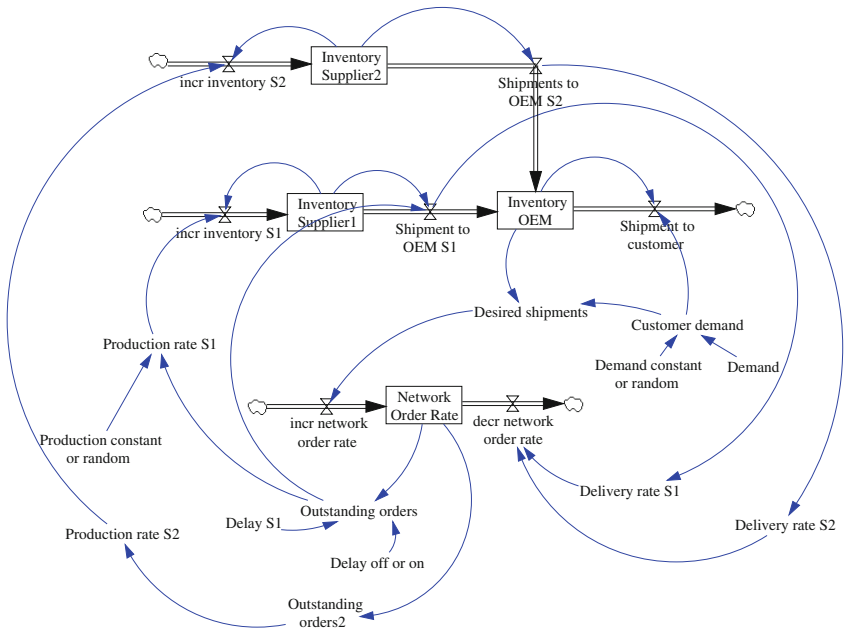 Inventory
Supplier2
incr inventory S2
Shipments to
OEM S2
Inventory
Supplier1
incr inventory S1
Shipment to
OEM S1
Inventory
OEM
Shipment to
customer
Desired shipments
Customer demand
Production rate S1
Demand constant
or random
Demand
Network
Order Rate
incr network
order rate
decr network
order rate
Production constant
or random
Delivery rate S1
Outstanding orders
Delay S1
Delivery rate S2
Production rate S2
Delay off or on
Outstanding
orders2